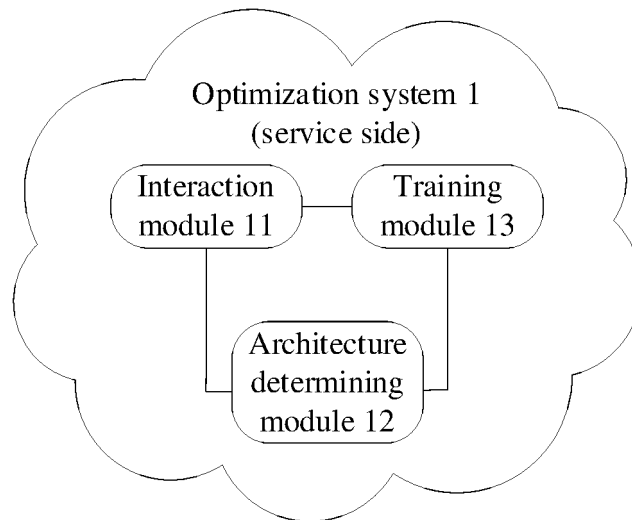 Optimization system 1
(service side)
Interaction
module 11
Training
module 13
Architecture
determining
module 12